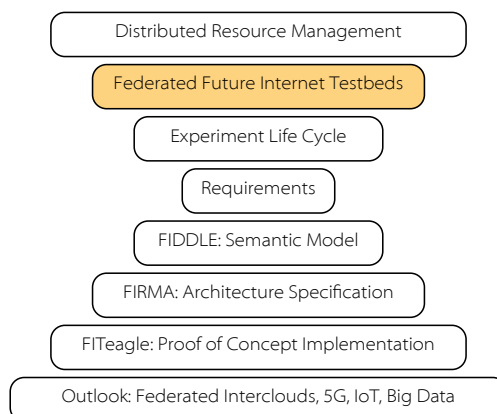 Distributed Resource Management
Federated Future Internet Testbeds
Experiment Life Cycle
Requirements
FIDDLE: Semantic Model
FIRMA: Architecture Specification
FITeagle: Proof of Concept Implementation
Outlook: Federated Interclouds, 5G, IoT, Big Data